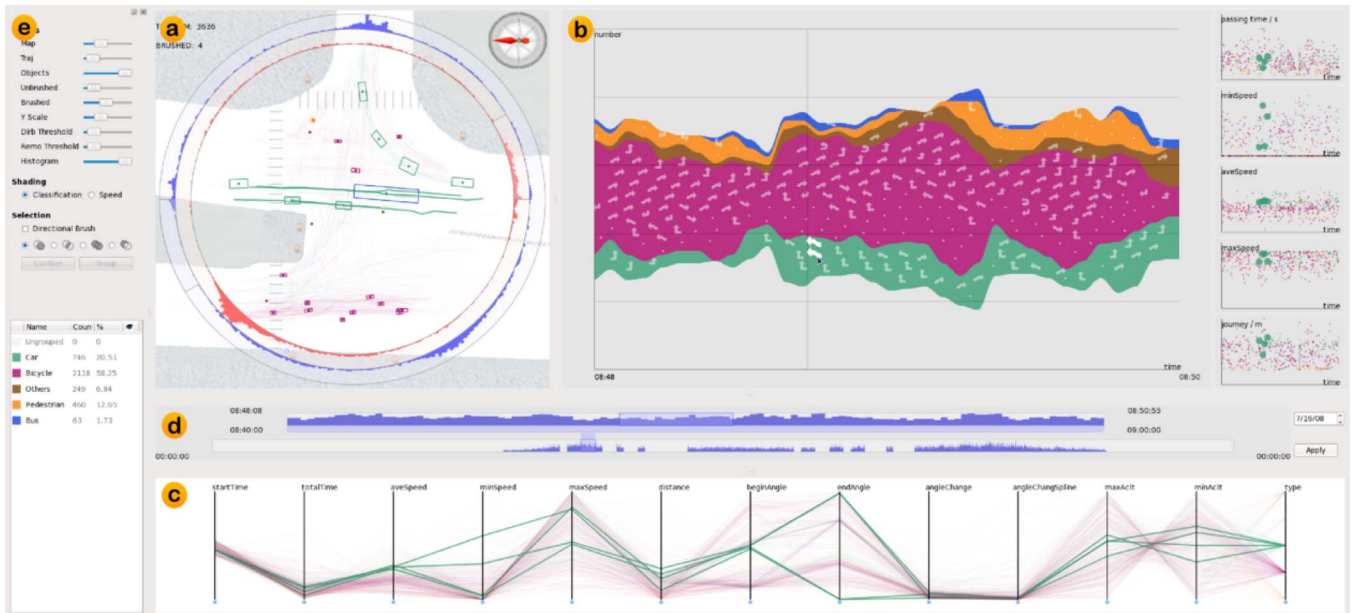 e
Map
Traj
Objects
Unbrushed
Brushed
Y Scale
Dirb Threshold
Remo Threshold
Histogram
Shading
Classification
Speed
Selection
Directional Brush
Confirm
Group
Name Coun %
Ungrouped 0 0
Car 746 20.51
Bicycle 2118 58.25
Others 249 6.84
Pedestrian 460 12.65
Bus 63 1.73
a
3636
BRUSHED: 4
b
number
time
08:48
08:50
passing time / s
time
minSpeed
time
aveSpeed
time
maxSpeed
time
journey / m
time
d
08:48:08
08:50:55
08:40:00
09:00:00
00:00:00
00:00:00
7/16/08
Apply
c
startTime totalTime aveSpeed minSpeed maxSpeed distance beginAngle endAngle angleChange angleChangSpline maxAclt minAclt type